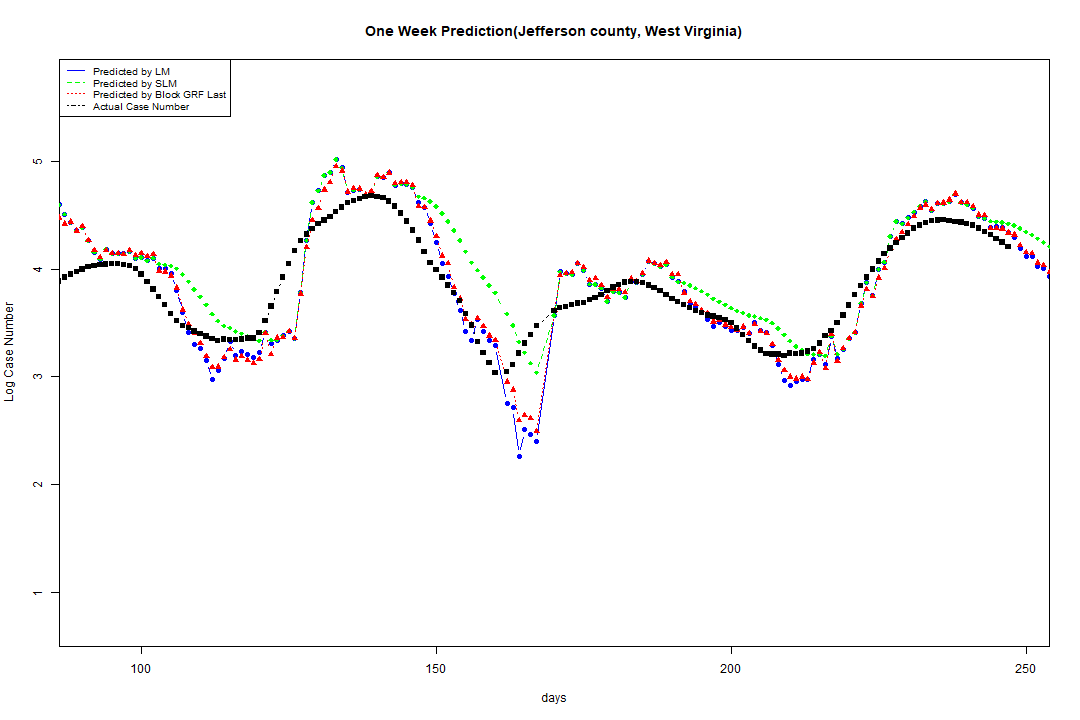 One Week Prediction(Jefferson county, West Virginia)
Predicted by LM
Predicted by SLM
Predicted by Block GRF Last
Actual Case Number
5
4
3
2
1
Log Case Number
100
150
200
250
days